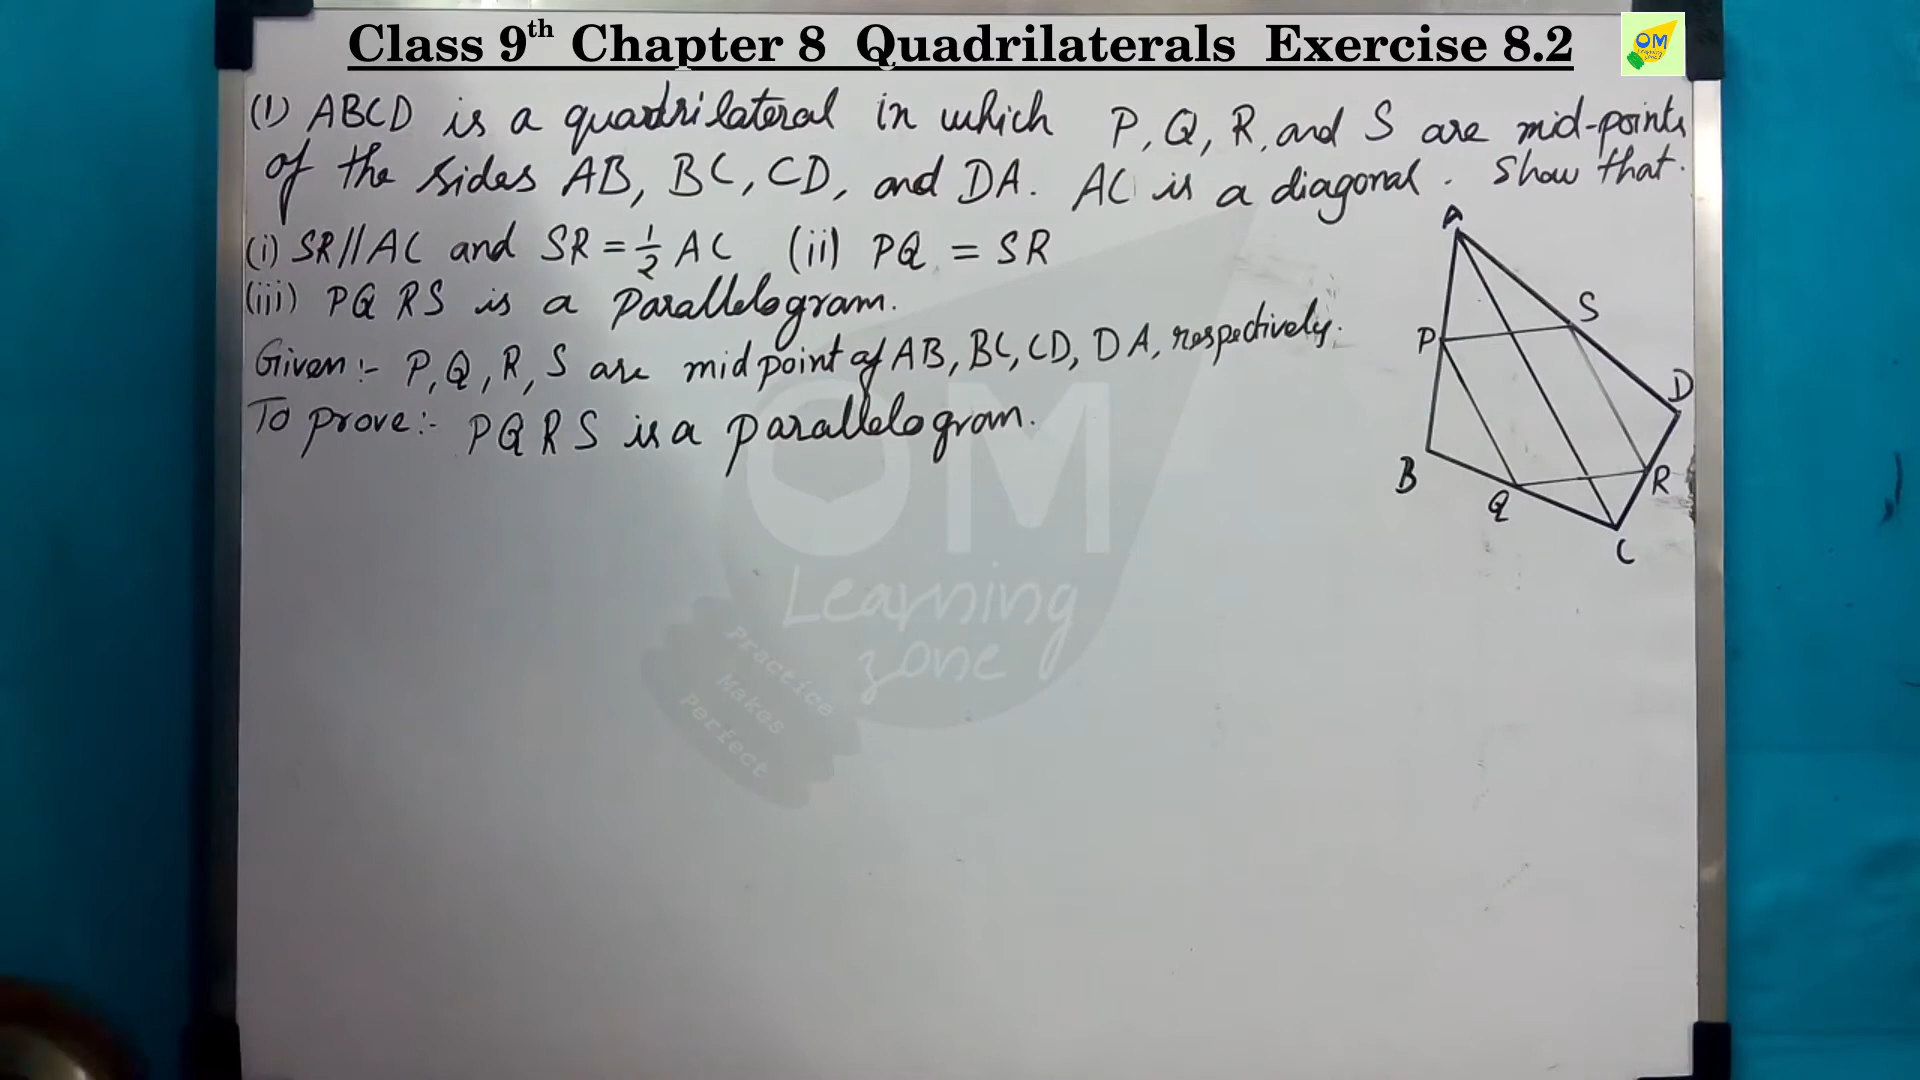 Class 9th Chapter 8 Quadrilaterals Exercise 8.2
OM
(1) ABCD is a quadrilateral in which P, Q, R, and S are mid-points
of the sides AB, BC, CD, and DA. AC is a diagonal. Show that.
(i) SR // AC and SR = 1/2 AC (ii) PQ = SR
(iii) PQRS is a parallelogram.
Given :- P, Q, R, S are mid point of AB, BC, CD, DA, respectively.
To prove :- PQRS is a parallelogram.
A
S
P
D
B
Q
R
C
OM
Learning
zone
Practice
Makes
Perfect